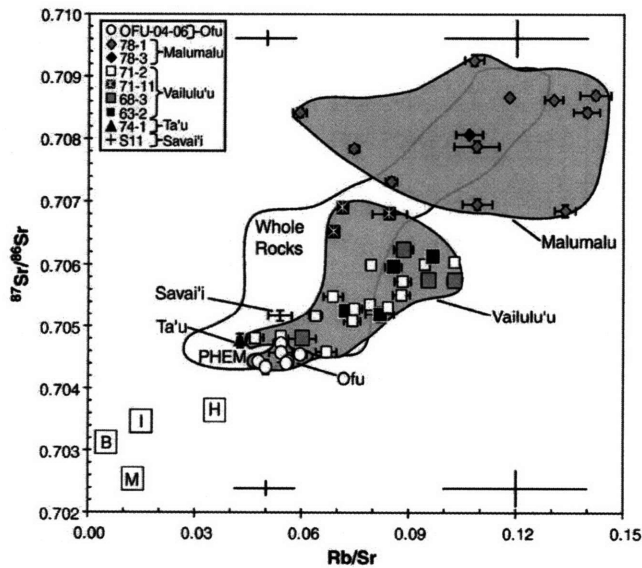 OFU-04-06 Ofu
78-1
78-3 Malumalu
71-2
71-11
68-3 Vailulu'u
63-2
74-1 Ta'u
S11 Savai'i
0.710
0.709
0.708
0.707
0.706
0.705
0.704
0.703
0.702
⁸⁷Sr/⁸⁶Sr
Malumalu
Whole
Rocks
Savai'i
Vailulu'u
Ta'u
PHEM
Ofu
H
I
B
M
0.00 0.03 0.06 0.09 0.12 0.15
Rb/Sr